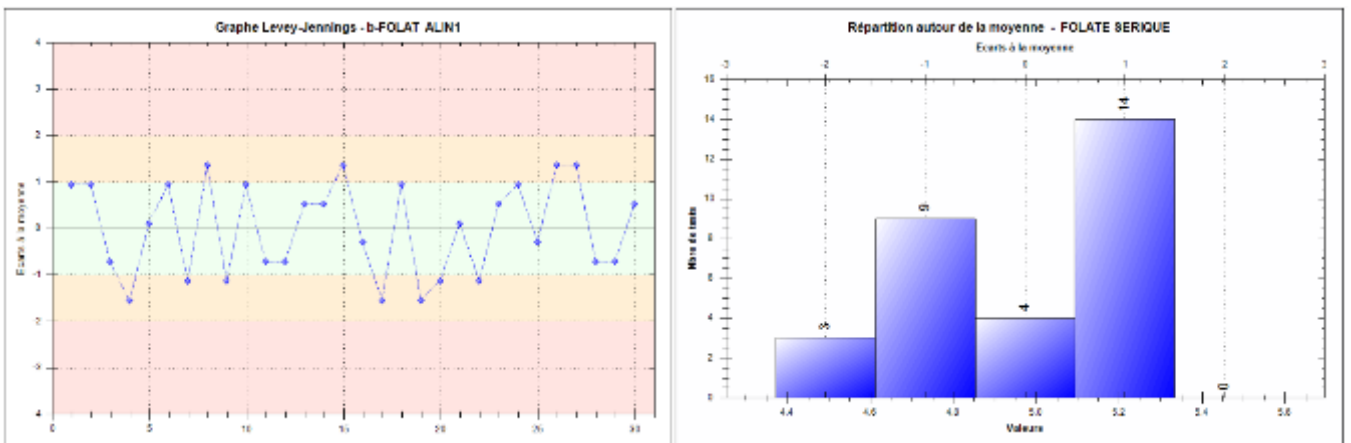 Graphe Levey-Jennings - b-FOLAT ALIN1
4
3
2
1
0
-1
-2
-3
4
Ecarts à la moyenne
0 5 10 15 20 25 30
Répartition autour de la moyenne - FOLATE SERIQUE
Ecarts à la moyenne
-3 -2 -1 0 1 2 3
16
14
12
10
8
6
4
2
0
Nbre de tests
3 9 4 14 0
4.4 4.6 4.8 5.0 5.2 5.4 5.6
Valeurs